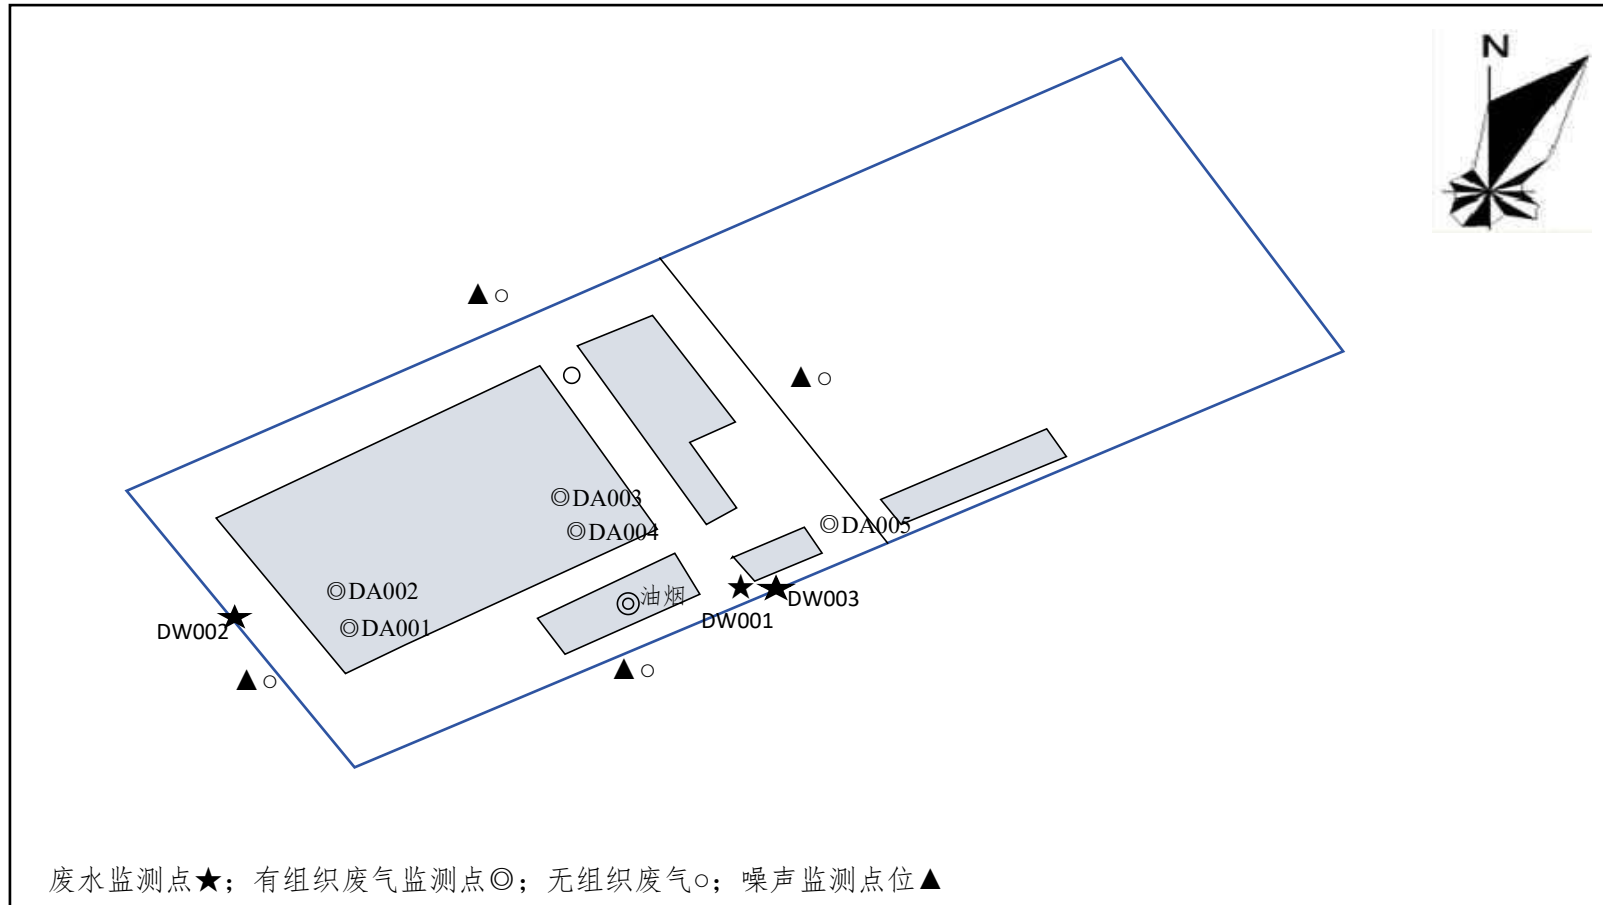 N
▲○
▲○
○
◎DA003
◎DA004
◎DA005
◎DA002
◎DA001
◎油烟
★★DW003
DW001
★
DW002
▲○
▲○
废水监测点★；有组织废气监测点◎；无组织废气○；噪声监测点位▲